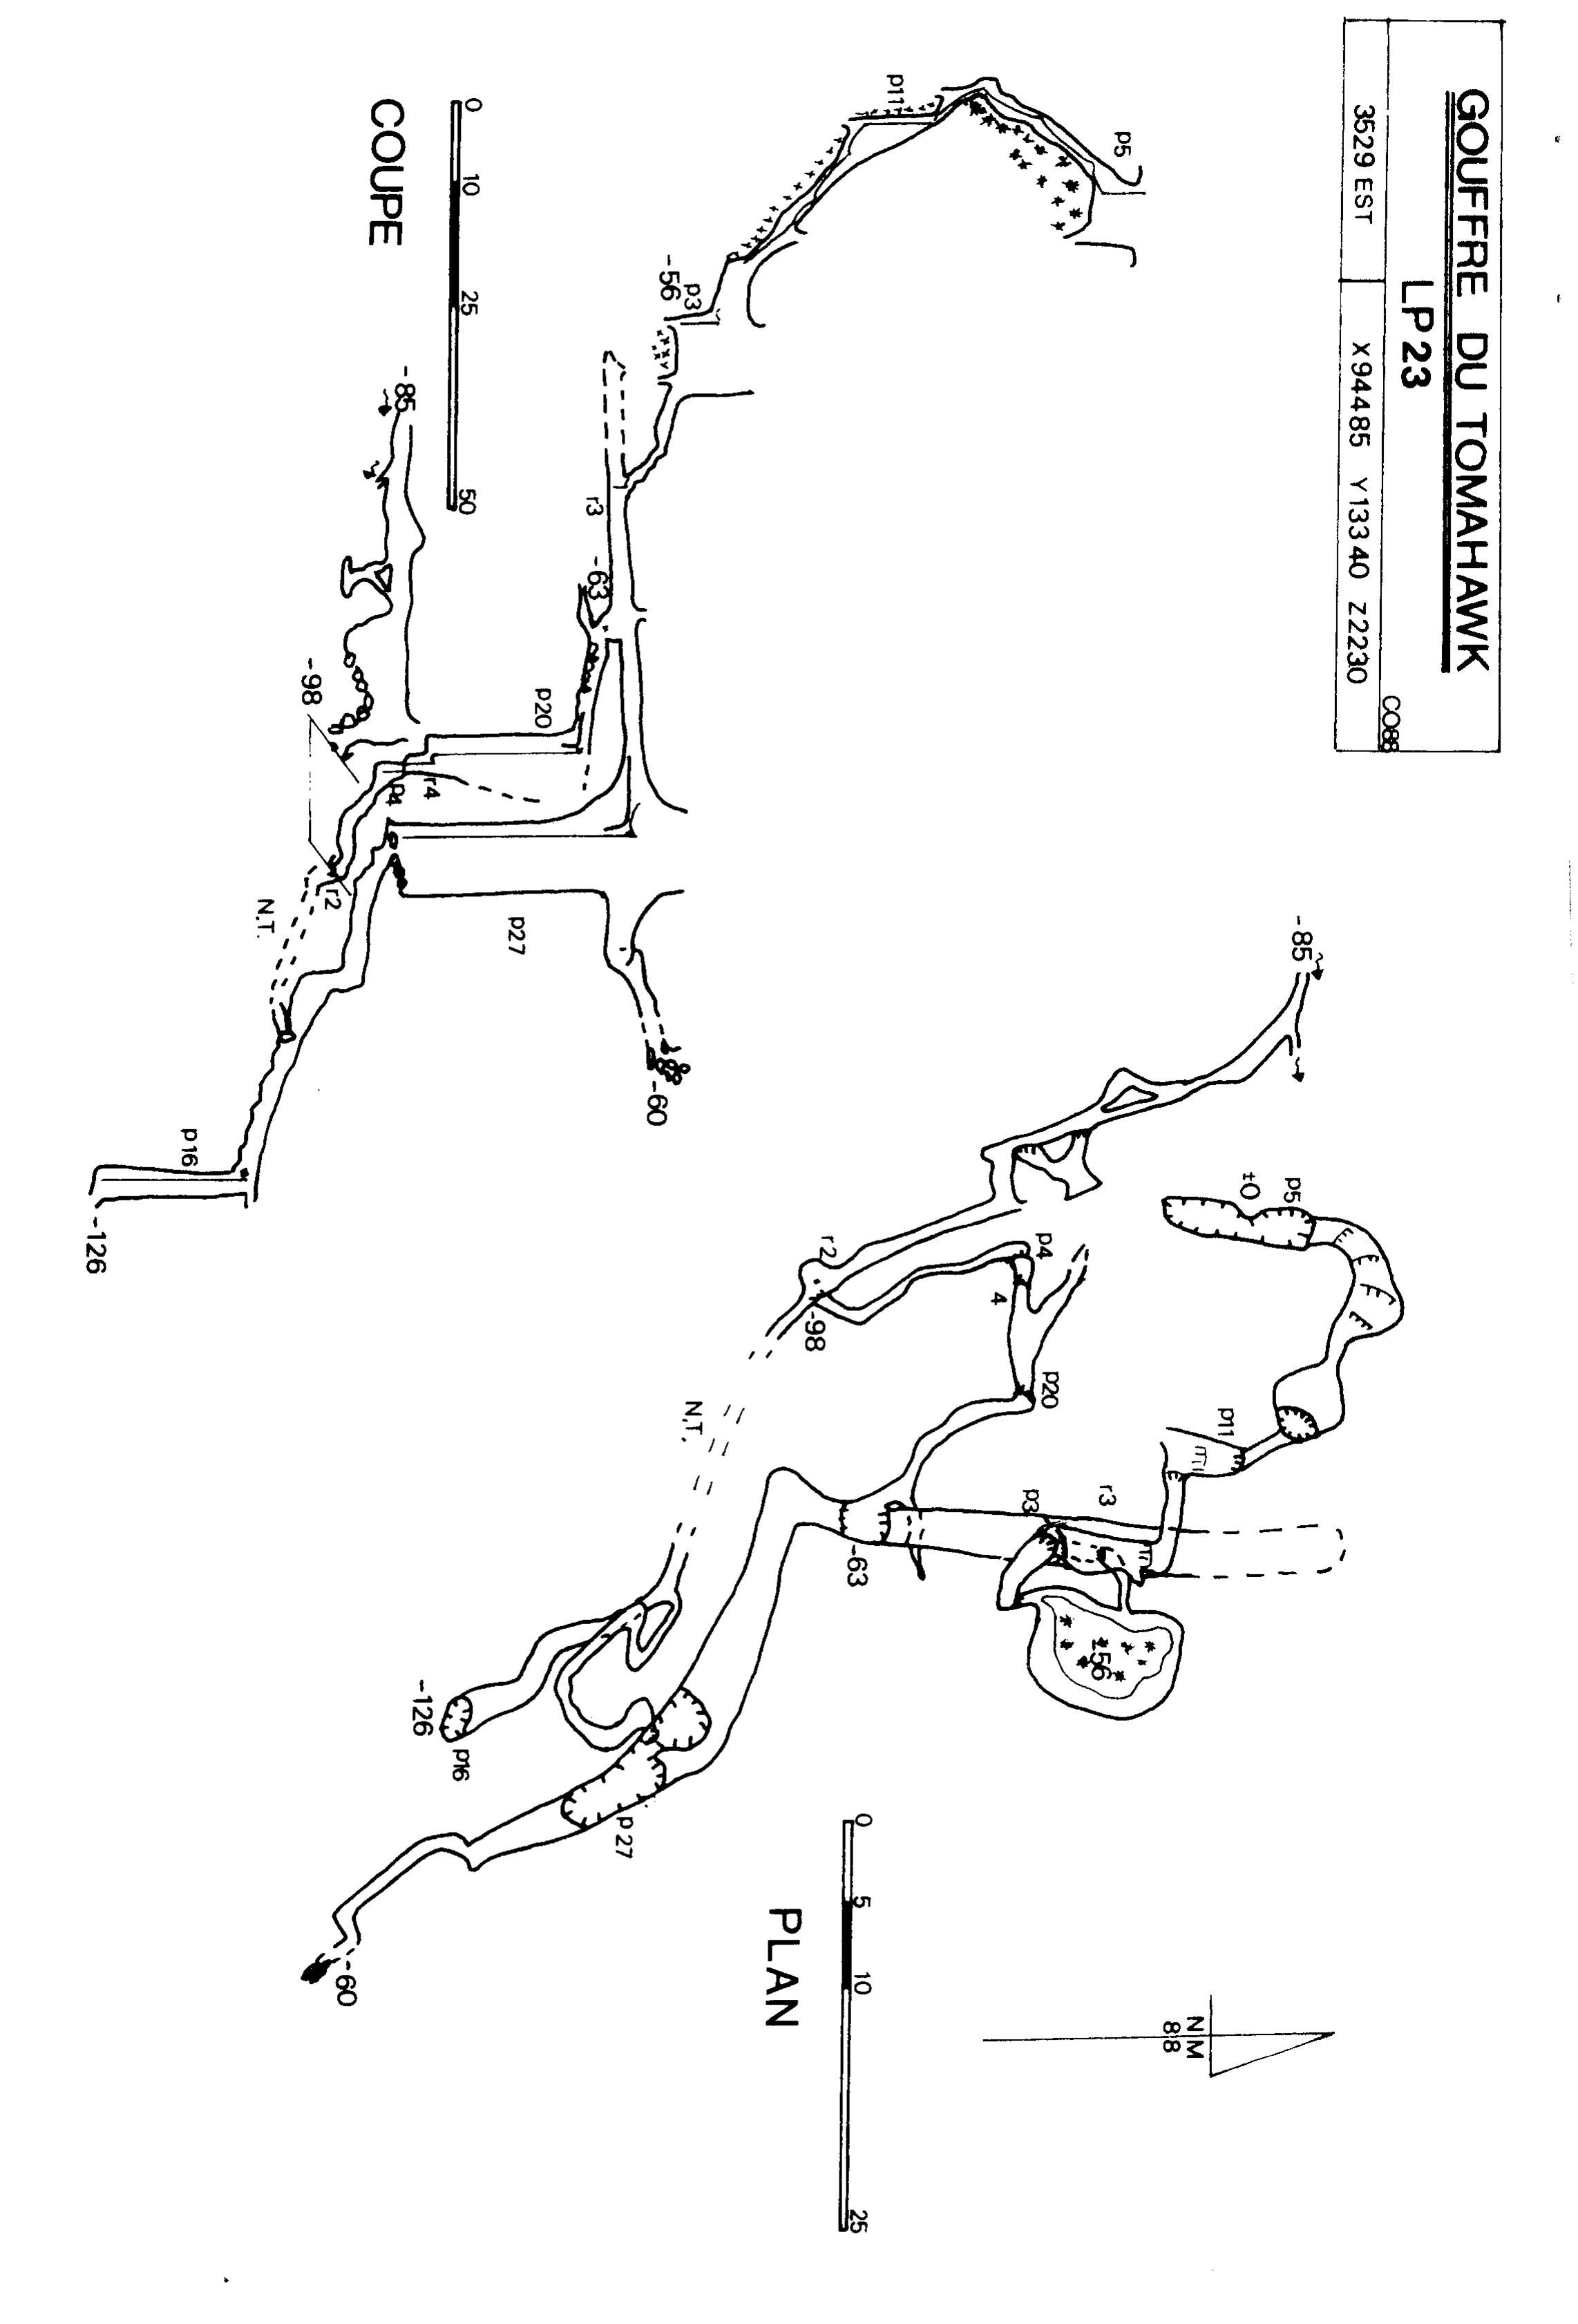 GOUFFRE DU TOMAHAWK
LP23
CO88
3529 EST
X94485 Y13340 Z2230
p5
p11
-56
p3
r3
-63
p20
r4
p4
-85
-98
r2
N.T.
p27
-60
p16
-126
0 10 25 50
COUPE
-85
±0
p5
p11
r3
p3
-56
p4
4
p20
r2
-98
-63
N.T.
-126
p16
p27
-60
0 5 10 25
PLAN
NM
88